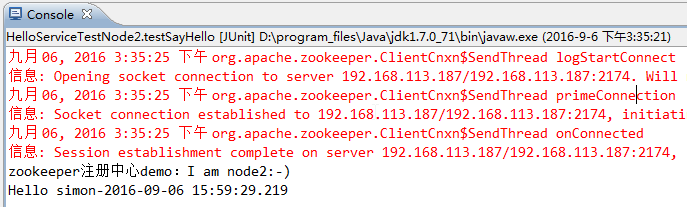 Console
HelloServiceTestNode2.testSayHello [JUnit] D:\program_files\Java\jdk1.7.0_71\bin\javaw.exe (2016-9-6 下午3:35:21)
九月 06, 2016 3:35:25 下午 org.apache.zookeeper.ClientCnxn$SendThread logStartConnect
信息: Opening socket connection to server 192.168.113.187/192.168.113.187:2174. Will
九月 06, 2016 3:35:25 下午 org.apache.zookeeper.ClientCnxn$SendThread primeConnection
信息: Socket connection established to 192.168.113.187/192.168.113.187:2174, initiati
九月 06, 2016 3:35:25 下午 org.apache.zookeeper.ClientCnxn$SendThread onConnected
信息: Session establishment complete on server 192.168.113.187/192.168.113.187:2174,
zookeeper注册中心demo：I am node2:-)
Hello simon-2016-09-06 15:59:29.219